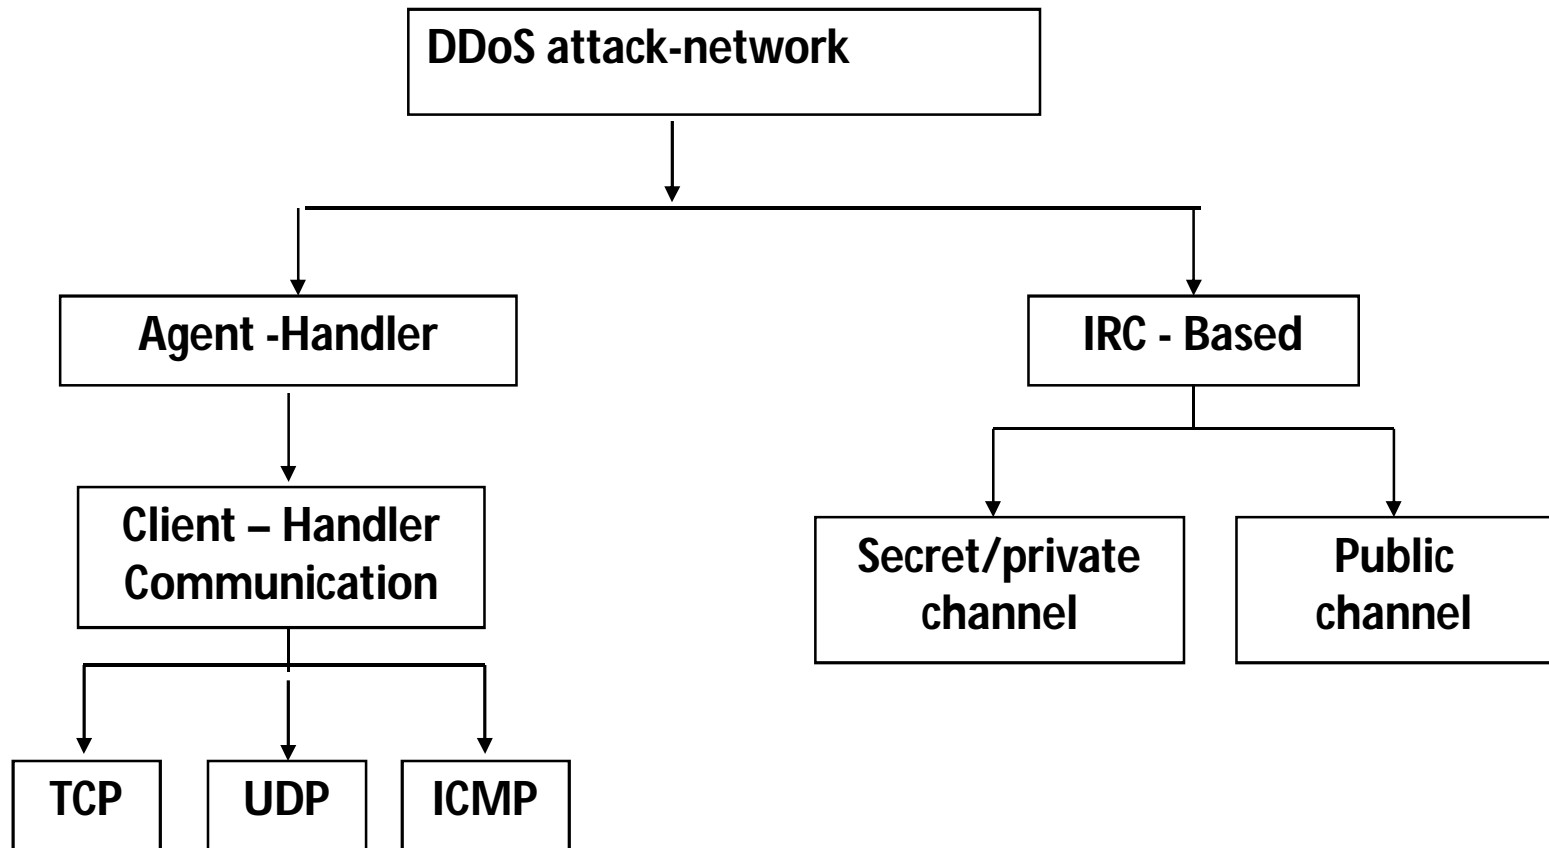 DDoS attack-network
Agent -Handler
IRC - Based
Client – Handler
Communication
Secret/private
channel
Public
channel
TCP
UDP
ICMP